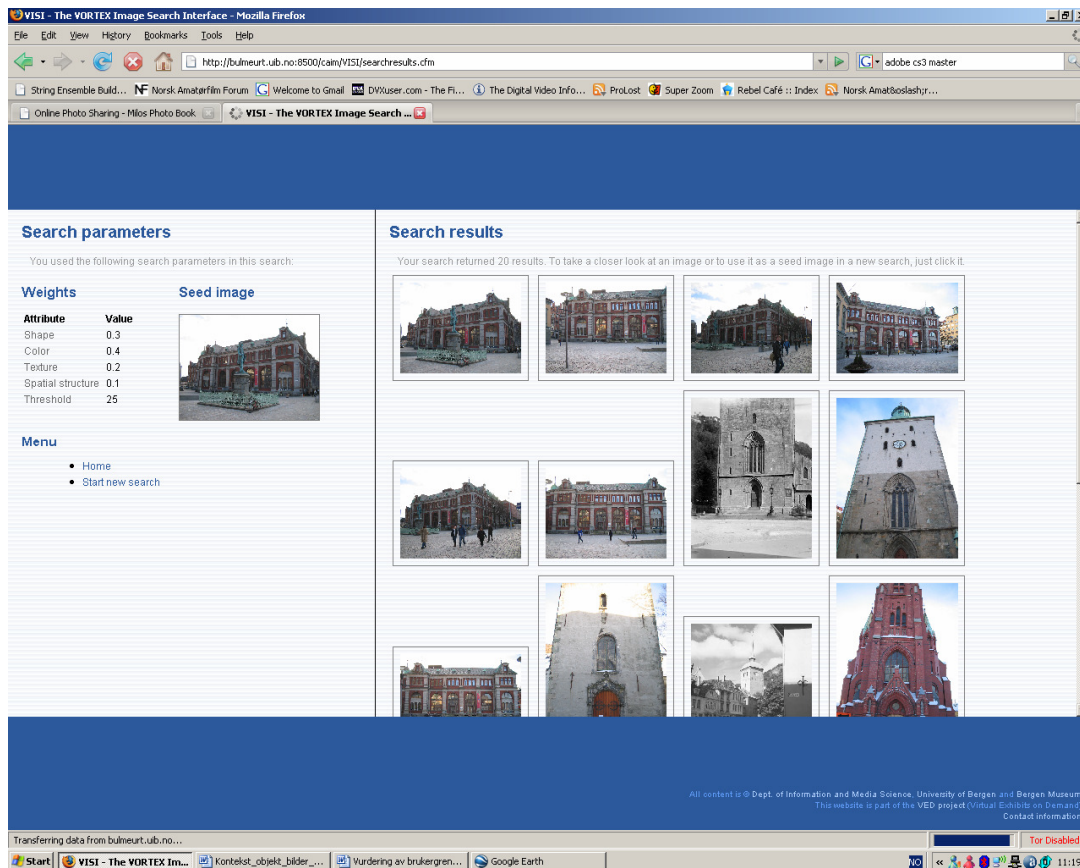 VISI - The VORTEX Image Search Interface - Mozilla Firefox
File Edit View History Bookmarks Tools Help
http://bulmeurt.uib.no:8500/caim/VISI/searchresults.cfm
adobe cs3 master
String Ensemble Build... Norsk Amatørfilm Forum Welcome to Gmail DVXuser.com - The Fi... The Digital Video Info... ProLost Super Zoom Rebel Café :: Index Norsk Amat&oslash;r...
Online Photo Sharing - Milos Photo Book VISI - The VORTEX Image Search ...
Search parameters
You used the following search parameters in this search:
Weights
Attribute Value
Shape 0.3
Color 0.4
Texture 0.2
Spatial structure 0.1
Threshold 25
Seed image
Menu
Home
Start new search
Search results
Your search returned 20 results. To take a closer look at an image or to use it as a seed image in a new search, just click it.
All content is © Dept. of Information and Media Science, University of Bergen and Bergen Museum
This website is part of the VED project (Virtual Exhibits on Demand)
Contact information
Transferring data from bulmeurt.uib.no...
Tor Disabled
Start VISI - The VORTEX Im... Kontekst_objekt_bilder_... Vurdering av brukergren... Google Earth NO 11:15